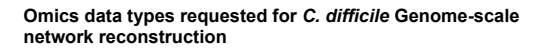 Omics data types requested for C. difficile Genome-scale
network reconstruction